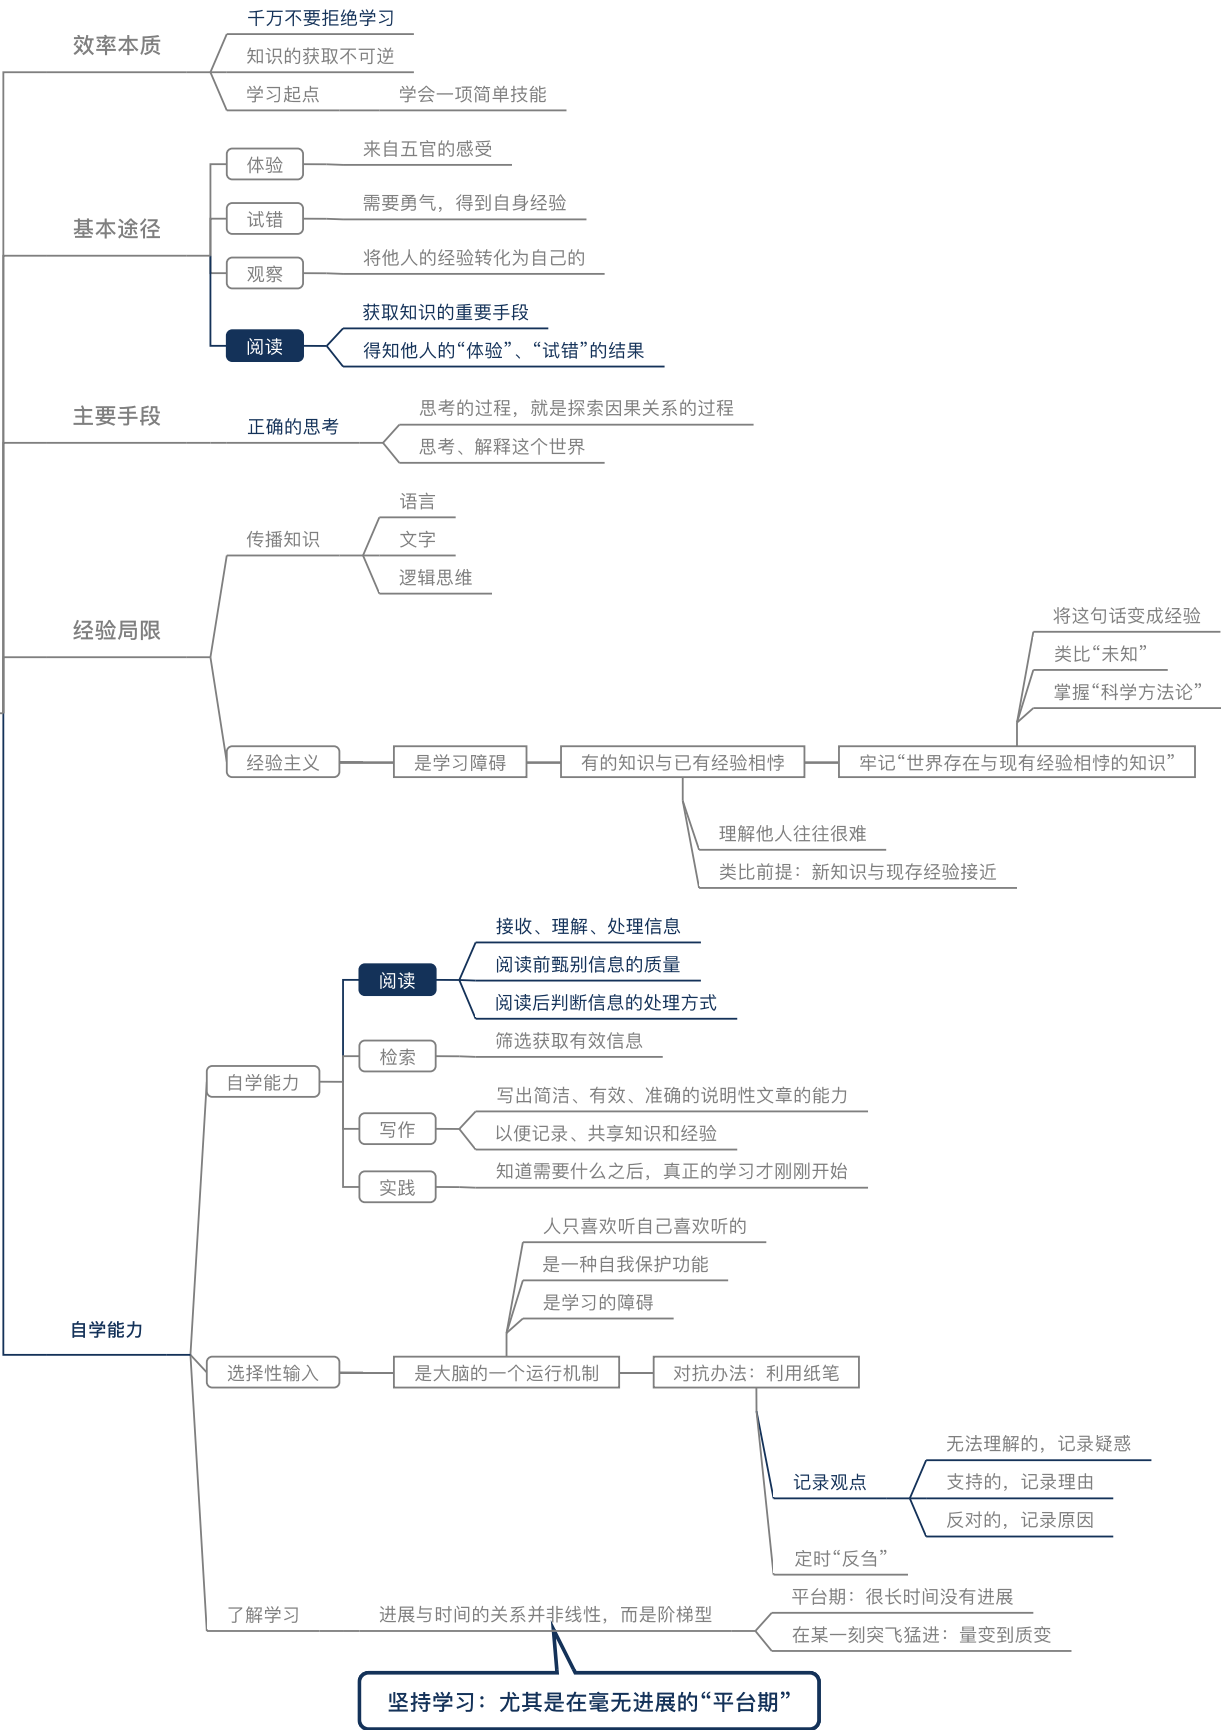 效率本质
千万不要拒绝学习
知识的获取不可逆
学习起点
学会一项简单技能
基本途径
体验
来自五官的感受
试错
需要勇气，得到自身经验
观察
将他人的经验转化为自己的
阅读
获取知识的重要手段
得知他人的“体验”、“试错”的结果
主要手段
正确的思考
思考的过程，就是探索因果关系的过程
思考、解释这个世界
经验局限
传播知识
语言
文字
逻辑思维
经验主义
是学习障碍
有的知识与已有经验相悖
理解他人往往很难
类比前提：新知识与现存经验接近
牢记“世界存在与现有经验相悖的知识”
将这句话变成经验
类比“未知”
掌握“科学方法论”
自学能力
自学能力
阅读
接收、理解、处理信息
阅读前甄别信息的质量
阅读后判断信息的处理方式
检索
筛选获取有效信息
写作
写出简洁、有效、准确的说明性文章的能力
以便记录、共享知识和经验
实践
知道需要什么之后，真正的学习才刚刚开始
选择性输入
是大脑的一个运行机制
人只喜欢听自己喜欢听的
是一种自我保护功能
是学习的障碍
对抗办法：利用纸笔
记录观点
无法理解的，记录疑惑
支持的，记录理由
反对的，记录原因
定时“反刍”
了解学习
进展与时间的关系并非线性，而是阶梯型
平台期：很长时间没有进展
在某一刻突飞猛进：量变到质变
坚持学习：尤其是在毫无进展的“平台期”